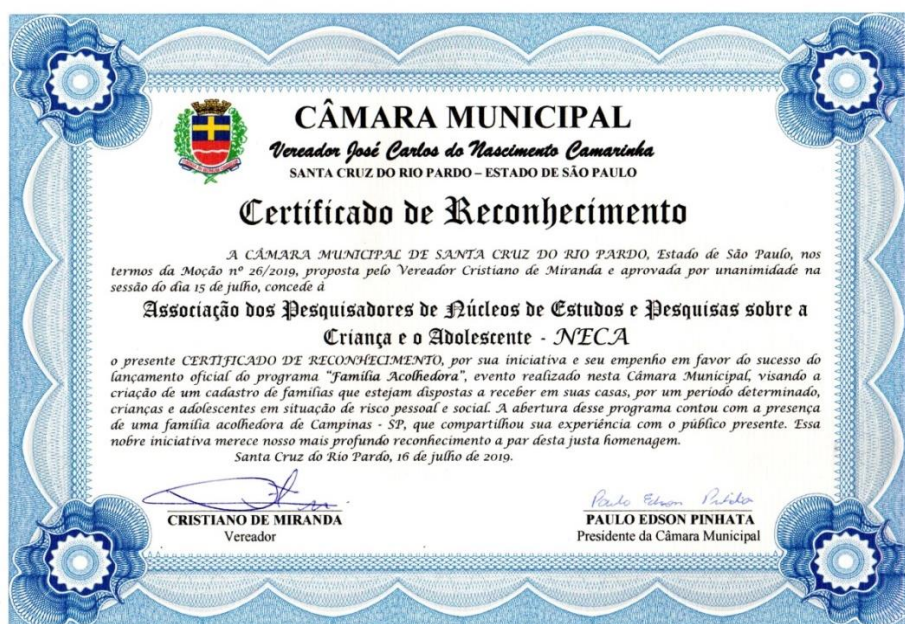 CÂMARA MUNICIPAL
Vereador José Carlos do Nascimento Camarinha
SANTA CRUZ DO RIO PARDO – ESTADO DE SÃO PAULO
Certificado de Reconhecimento
A CÂMARA MUNICIPAL DE SANTA CRUZ DO RIO PARDO, Estado de São Paulo, nos
termos da Moção nº 26/2019, proposta pelo Vereador Cristiano de Miranda e aprovada por unanimidade na
sessão do dia 15 de julho, concede à
Associação dos Pesquisadores de Núcleos de Estudos e Pesquisas sobre a
Criança e o Adolescente - NECA
o presente CERTIFICADO DE RECONHECIMENTO, por sua iniciativa e seu empenho em favor do sucesso do
lançamento oficial do programa “Família Acolhedora”, evento realizado nesta Câmara Municipal, visando a
criação de um cadastro de famílias que estejam dispostas a receber em suas casas, por um período determinado,
crianças e adolescentes em situação de risco pessoal e social. A abertura desse programa contou com a presença
de uma família acolhedora de Campinas - SP, que compartilhou sua experiência com o público presente. Essa
nobre iniciativa merece nosso mais profundo reconhecimento a par desta justa homenagem.
Santa Cruz do Rio Pardo, 16 de julho de 2019.
Paulo Edson Pinhata
CRISTIANO DE MIRANDA
Vereador
PAULO EDSON PINHATA
Presidente da Câmara Municipal